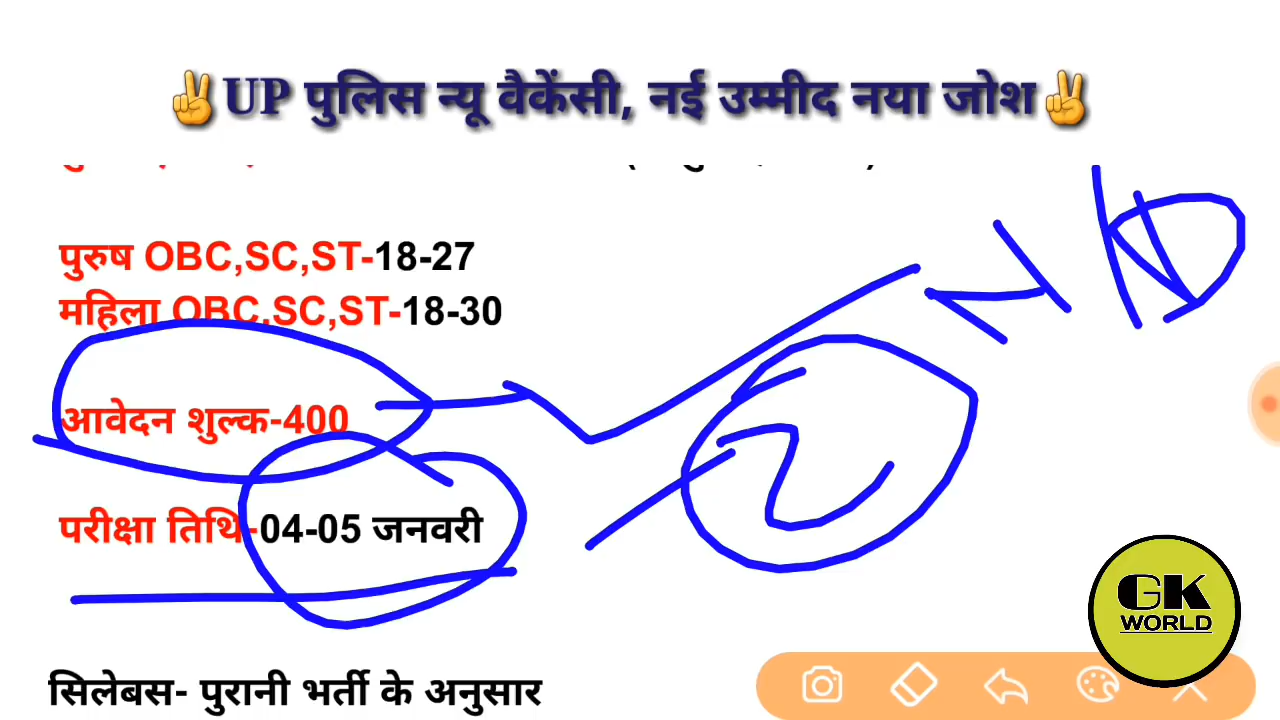 ✌UP पुलिस न्यू वैकेंसी, नई उम्मीद नया जोश✌
पुरुष OBC,SC,ST-18-27
महिला OBC,SC,ST-18-30
आवेदन शुल्क-400
परीक्षा तिथि-04-05 जनवरी
सिलेबस- पुरानी भर्ती के अनुसार
GK
WORLD